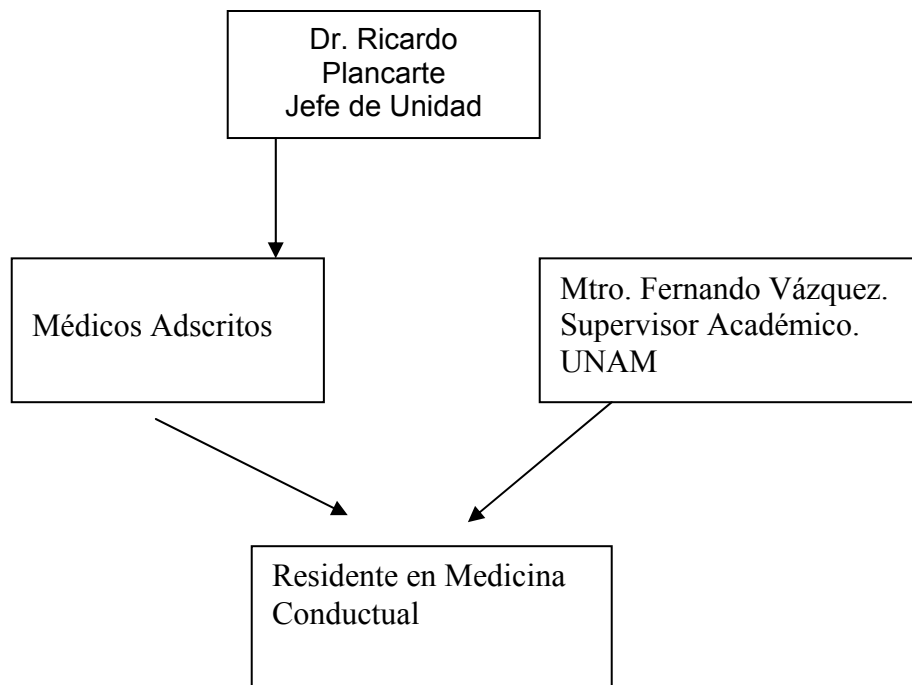 Dr. Ricardo
Plancarte
Jefe de Unidad
Médicos Adscritos
Mtro. Fernando Vázquez.
Supervisor Académico.
UNAM
Residente en Medicina
Conductual